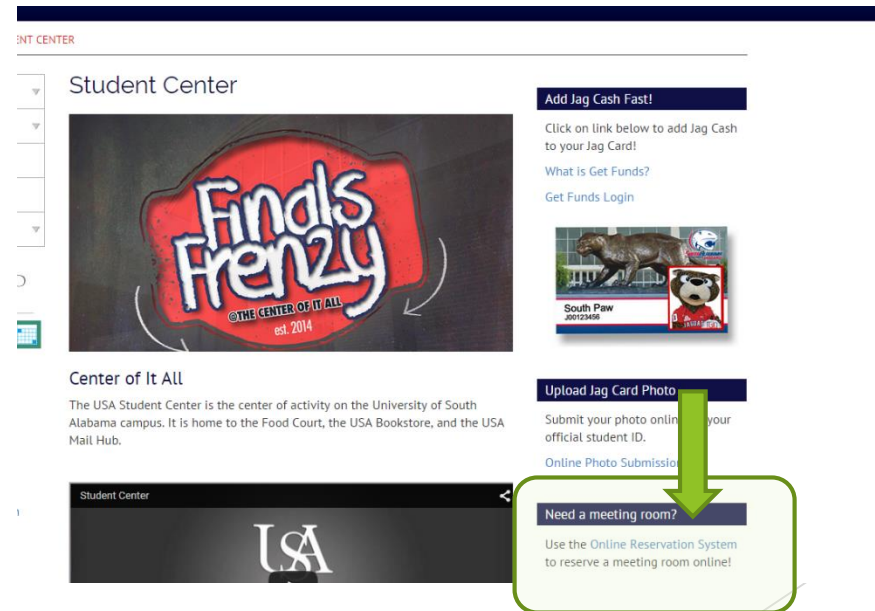 ENT CENTER
Student Center
Finals
Frenzy
@THE CENTER OF IT ALL
est. 2014
Center of It All
The USA Student Center is the center of activity on the University of South
Alabama campus. It is home to the Food Court, the USA Bookstore, and the USA
Mail Hub.
Student Center
USA
Add Jag Cash Fast!
Click on link below to add Jag Cash
to your Jag Card!
What is Get Funds?
Get Funds Login
South Paw
J00123456
Upload Jag Card Photo
Submit your photo online your
official student ID.
Online Photo Submissio
Need a meeting room?
Use the Online Reservation System
to reserve a meeting room online!